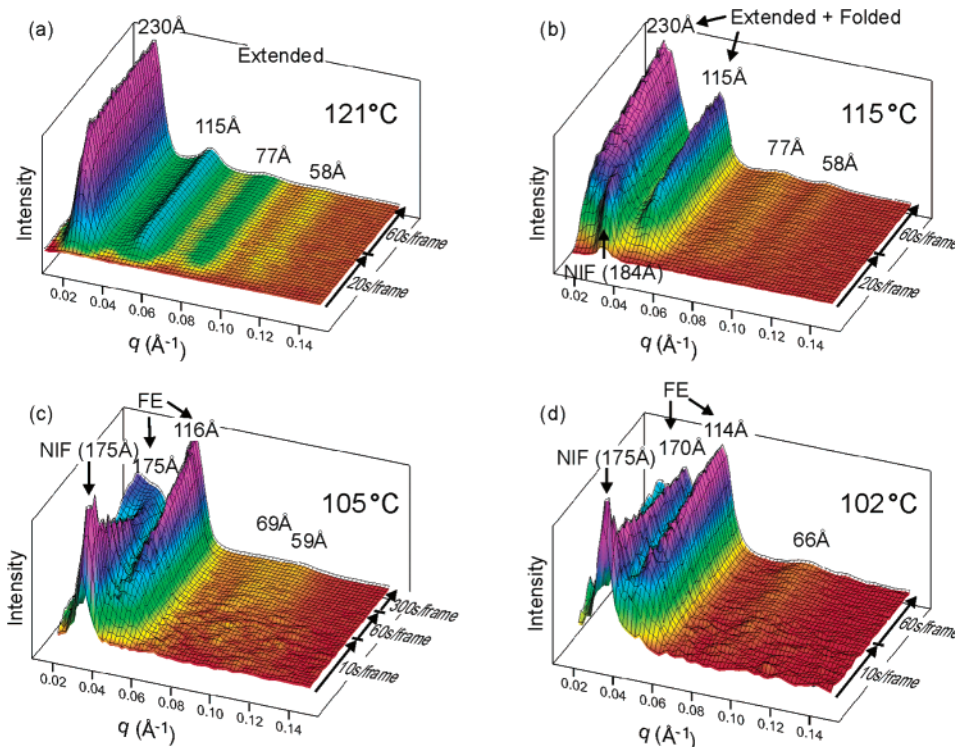 (a)
230Å
Extended
121°C
115Å
77Å
58Å
Intensity
60s/frame
20s/frame
0.02 0.04 0.06 0.08 0.10 0.12 0.14
q (Å⁻¹)
(b)
230Å
Extended + Folded
115Å
115°C
77Å
58Å
Intensity
NIF (184Å)
60s/frame
20s/frame
0.02 0.04 0.06 0.08 0.10 0.12 0.14
q (Å⁻¹)
(c)
FE
116Å
NIF (175Å)
175Å
105°C
69Å
59Å
Intensity
300s/frame
60s/frame
10s/frame
0.02 0.04 0.06 0.08 0.10 0.12 0.14
q (Å⁻¹)
(d)
FE
114Å
NIF (175Å)
170Å
102°C
66Å
Intensity
60s/frame
10s/frame
0.02 0.04 0.06 0.08 0.10 0.12 0.14
q (Å⁻¹)